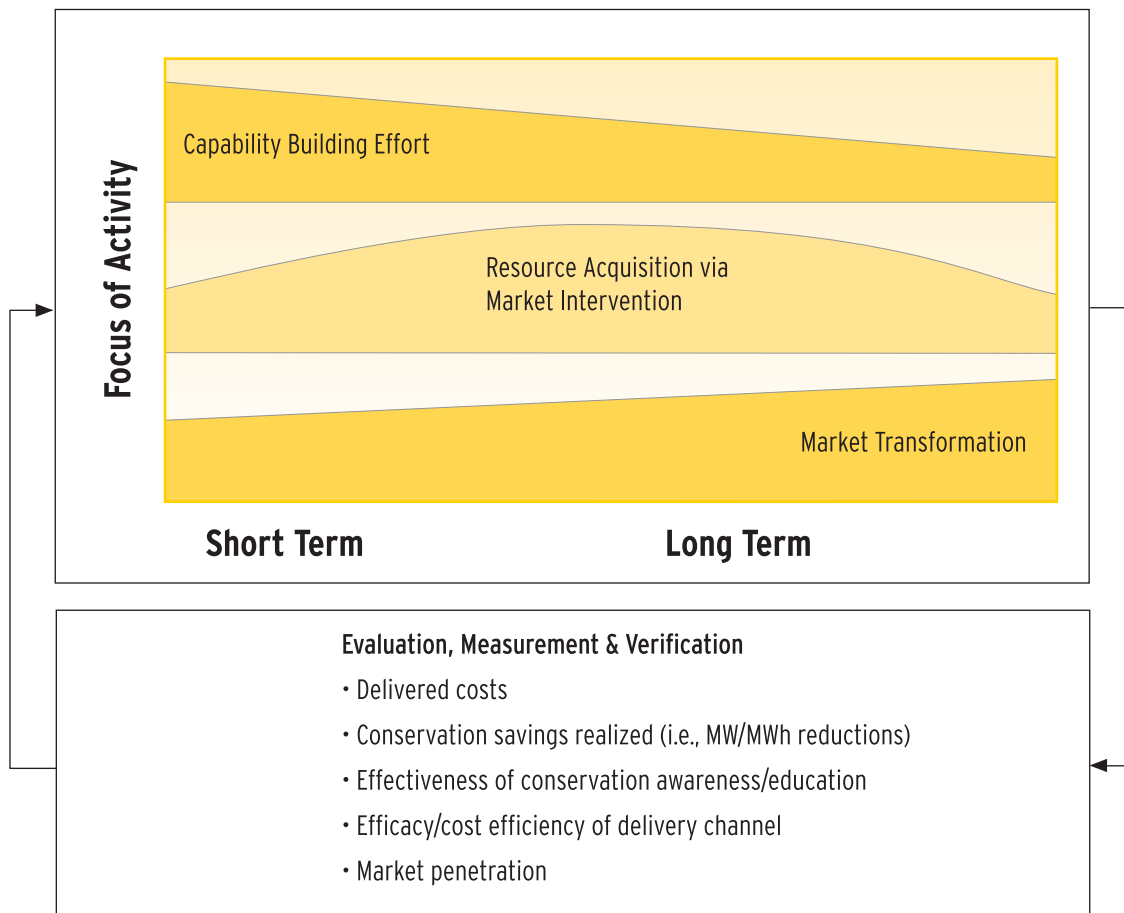 Focus of Activity
Capability Building Effort
Resource Acquisition via
Market Intervention
Market Transformation
Short Term
Long Term
Evaluation, Measurement & Verification
• Delivered costs
• Conservation savings realized (i.e., MW/MWh reductions)
• Effectiveness of conservation awareness/education
• Efficacy/cost efficiency of delivery channel
• Market penetration